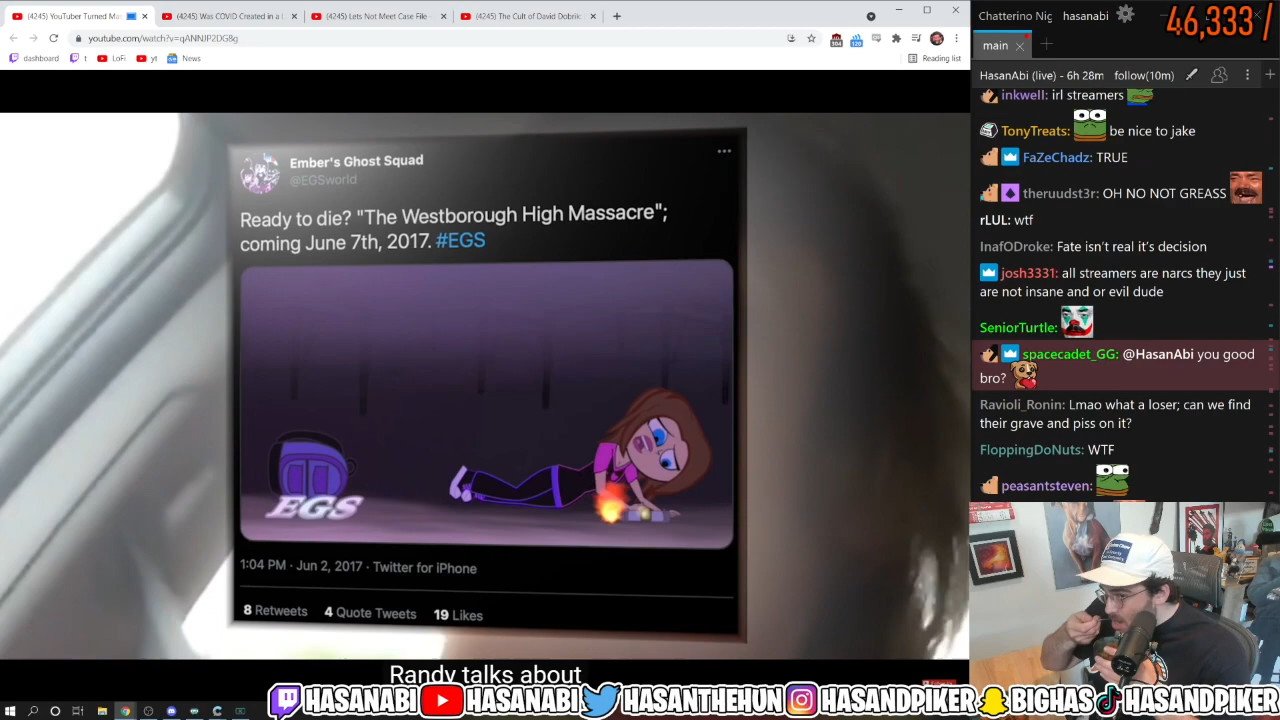 (4245) YouTuber Turned Ma
(4245) Was COVID Created in a L
(4245) Lets Not Meet Case File -
(4245) The Cult of David Dobrik:
youtube.com/watch?v=qANNJP2DG8g
dashboard
t
LoFi
yt
News
Reading list
Ember's Ghost Squad
@EGSworld
Ready to die? "The Westborough High Massacre";
coming June 7th, 2017. #EGS
EGS
1:04 PM · Jun 2, 2017 · Twitter for iPhone
8 Retweets 4 Quote Tweets 19 Likes
Randy talks about
Chatterino Nig hasanabi
46,333 /
main
HasanAbi (live) - 6h 28m follow(10m)
inkwell: irl streamers
TonyTreats: be nice to jake
FaZeChadz: TRUE
theruudst3r: OH NO NOT GREASS
rLUL: wtf
InafODroke: Fate isn't real it's decision
josh3331: all streamers are narcs they just
are not insane and or evil dude
SeniorTurtle:
spacecadet_GG: @HasanAbi you good
bro?
Ravioli_Ronin: Lmao what a loser; can we find
their grave and piss on it?
FloppingDoNuts: WTF
peasantsteven:
HASANABI HASANABI HASANTHEHUN HASANDPIKER BIGHAS HASANDPIKER